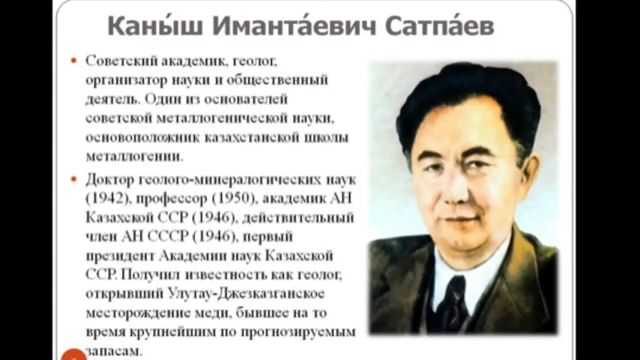 Каны́ш Иманта́евич Сатпа́ев
Советский академик, геолог,
организатор науки и общественный
деятель. Один из основателей
советской металлогенической науки,
основоположник казахстанской школы
металлогении.
Доктор геолого-минералогических наук
(1942), профессор (1950), академик АН
Казахской ССР (1946), действительный
член АН СССР (1946), первый
президент Академии наук Казахской
ССР. Получил известность как геолог,
открывший Улутау-Джезказганское
месторождение меди, бывшее на то
время крупнейшим по прогнозируемым
запасам.